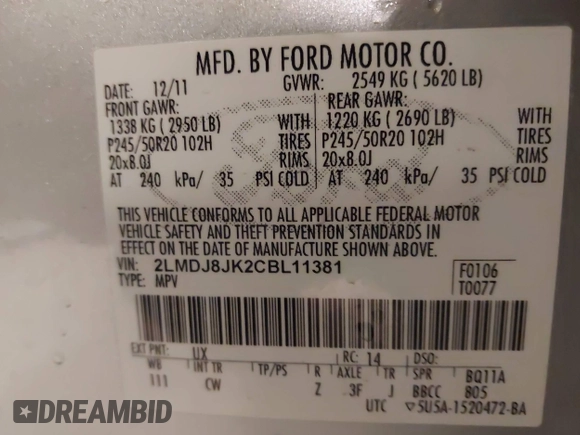 MFD. BY FORD MOTOR CO.
DATE: 12/11 GVWR: 2549 KG ( 5620 LB)
FRONT GAWR: REAR GAWR:
1338 KG ( 2950 LB) WITH 1220 KG ( 2690 LB) WITH
P245/50R20 102H TIRES P245/50R20 102H TIRES
20x8.0J RIMS 20x8.0J RIMS
AT 240 kPa/ 35 PSI COLD AT 240 kPa/ 35 PSI COLD
THIS VEHICLE CONFORMS TO ALL APPLICABLE FEDERAL MOTOR
VEHICLE SAFETY AND THEFT PREVENTION STANDARDS IN
EFFECT ON THE DATE OF MANUFACTURE SHOWN ABOVE.
VIN: 2LMDJ8JK2CBL11381 F0106
TYPE: MPV T0077
EXT PNT: UX RC: 14 DSO:
WB INT TR TP/PS R AXLE TR SPR BQ11A
111 CW Z 3F J BBCC 805
UTC 5U5A-1520472-BA
DREAMBID